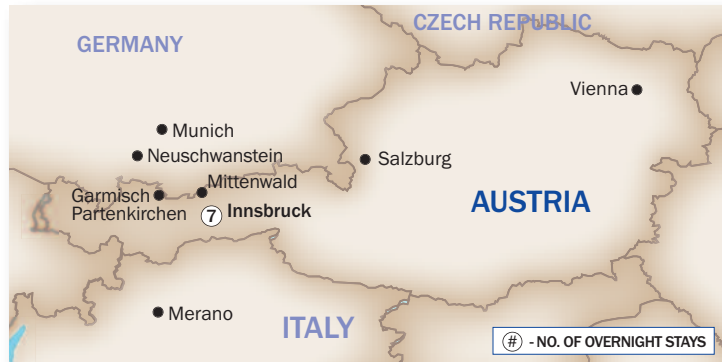 CZECH REPUBLIC
GERMANY
Vienna
Munich
Neuschwanstein
Salzburg
Mittenwald
Garmisch
Partenkirchen
7 Innsbruck
AUSTRIA
Merano
ITALY
# - NO. OF OVERNIGHT STAYS